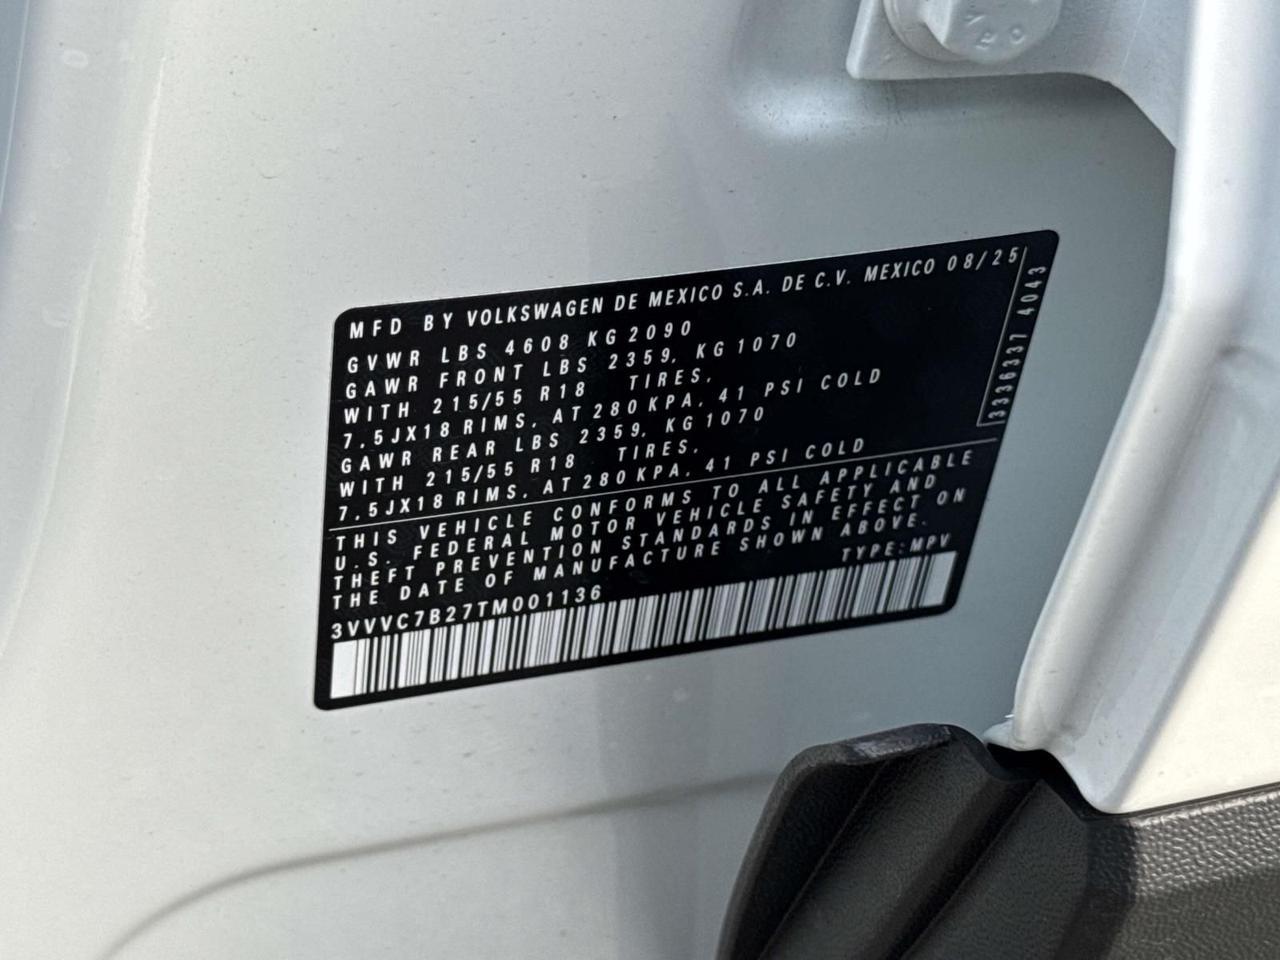 MFD BY VOLKSWAGEN DE MEXICO S.A. DE C.V. MEXICO 08/25
GVWR LBS 4608 KG 2090
GAWR FRONT LBS 2359, KG 1070
WITH 215/55 R18 TIRES,
7,5JX18 RIMS, AT 280 KPA, 41 PSI COLD
GAWR REAR LBS 2359, KG 1070
WITH 215/55 R18 TIRES,
7,5JX18 RIMS, AT 280 KPA, 41 PSI COLD
3336337 4043
THIS VEHICLE CONFORMS TO ALL APPLICABLE
U.S. FEDERAL MOTOR VEHICLE SAFETY AND
THEFT PREVENTION STANDARDS IN EFFECT ON
THE DATE OF MANUFACTURE SHOWN ABOVE.
3VVVC7B27TM001136 TYPE:MPV